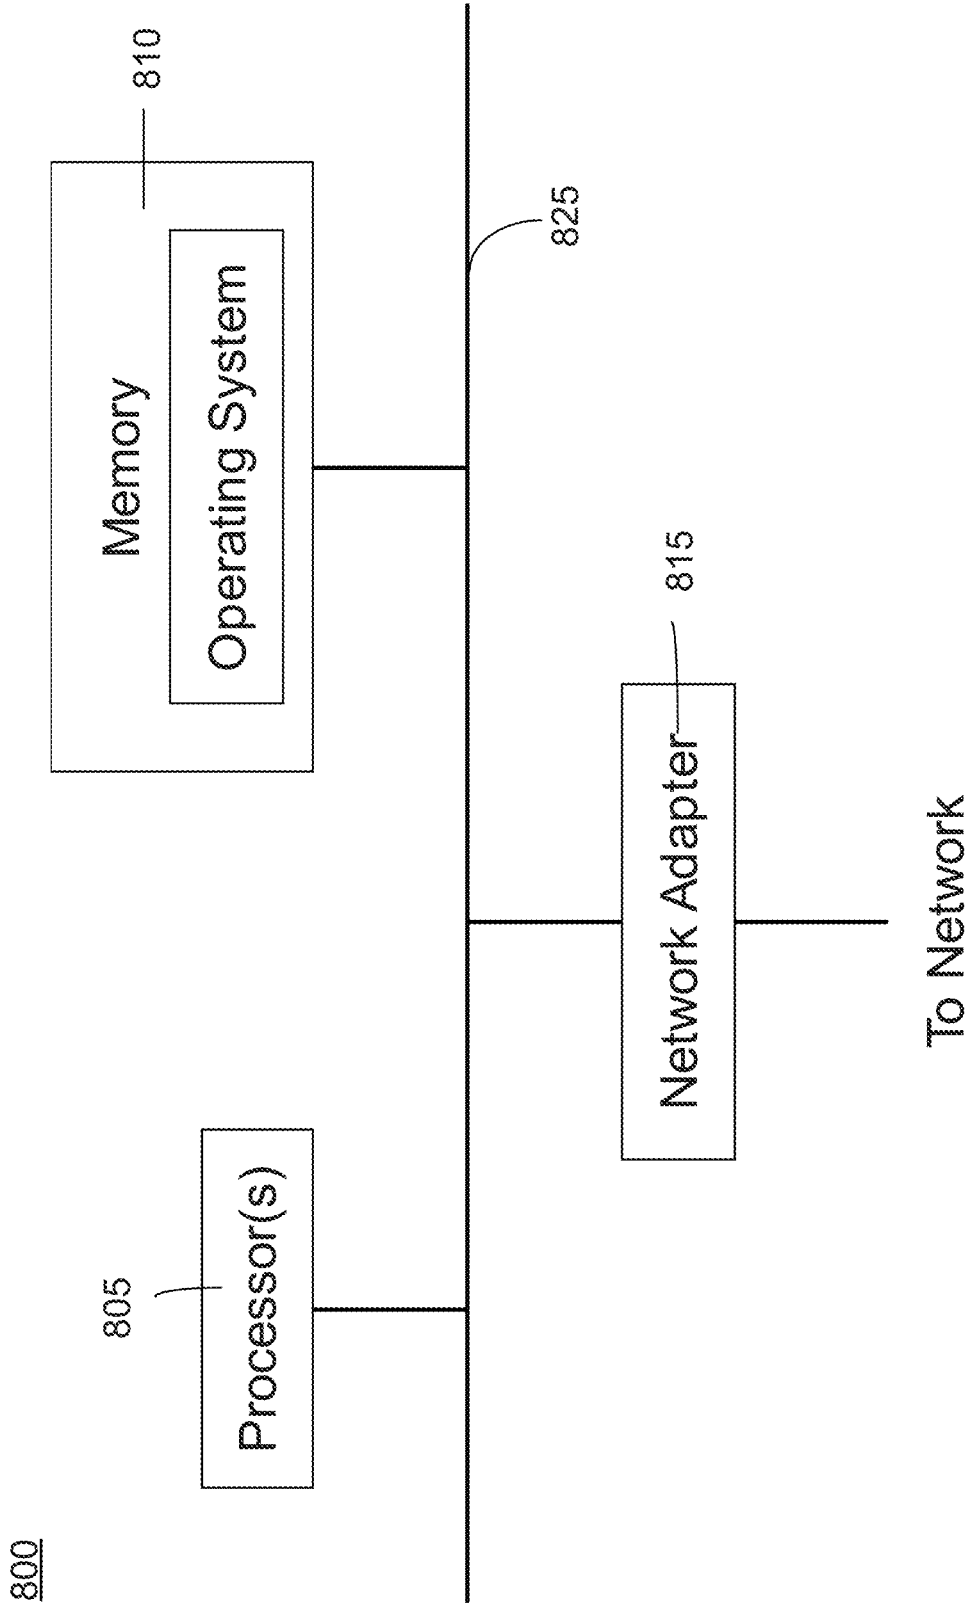 800
805
Processor(s)
Memory
810
Operating System
825
Network Adapter
815
To Network